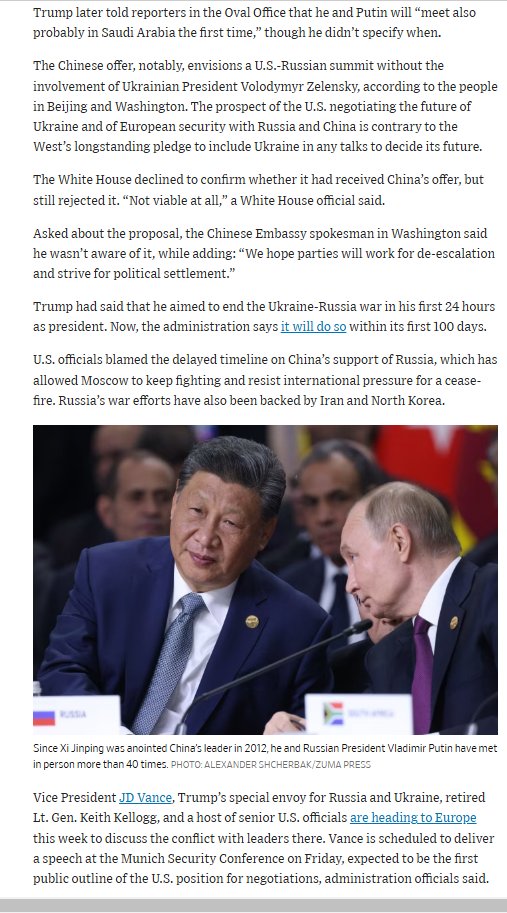 Trump later told reporters in the Oval Office that he and Putin will “meet also
probably in Saudi Arabia the first time,” though he didn’t specify when.
The Chinese offer, notably, envisions a U.S.-Russian summit without the
involvement of Ukrainian President Volodymyr Zelensky, according to the people
in Beijing and Washington. The prospect of the U.S. negotiating the future of
Ukraine and of European security with Russia and China is contrary to the
West’s longstanding pledge to include Ukraine in any talks to decide its future.
The White House declined to confirm whether it had received China’s offer, but
still rejected it. “Not viable at all,” a White House official said.
Asked about the proposal, the Chinese Embassy spokesman in Washington said
he wasn’t aware of it, while adding: “We hope parties will work for de-escalation
and strive for political settlement.”
Trump had said that he aimed to end the Ukraine-Russia war in his first 24 hours
as president. Now, the administration says it will do so within its first 100 days.
U.S. officials blamed the delayed timeline on China’s support of Russia, which has
allowed Moscow to keep fighting and resist international pressure for a cease-
fire. Russia’s war efforts have also been backed by Iran and North Korea.
RUSSIA
SOUTH AFRICA
Since Xi Jinping was anointed China’s leader in 2012, he and Russian President Vladimir Putin have met
in person more than 40 times. PHOTO: ALEXANDER SHCHERBAK/ZUMA PRESS
Vice President JD Vance, Trump’s special envoy for Russia and Ukraine, retired
Lt. Gen. Keith Kellogg, and a host of senior U.S. officials are heading to Europe
this week to discuss the conflict with leaders there. Vance is scheduled to deliver
a speech at the Munich Security Conference on Friday, expected to be the first
public outline of the U.S. position for negotiations, administration officials said.